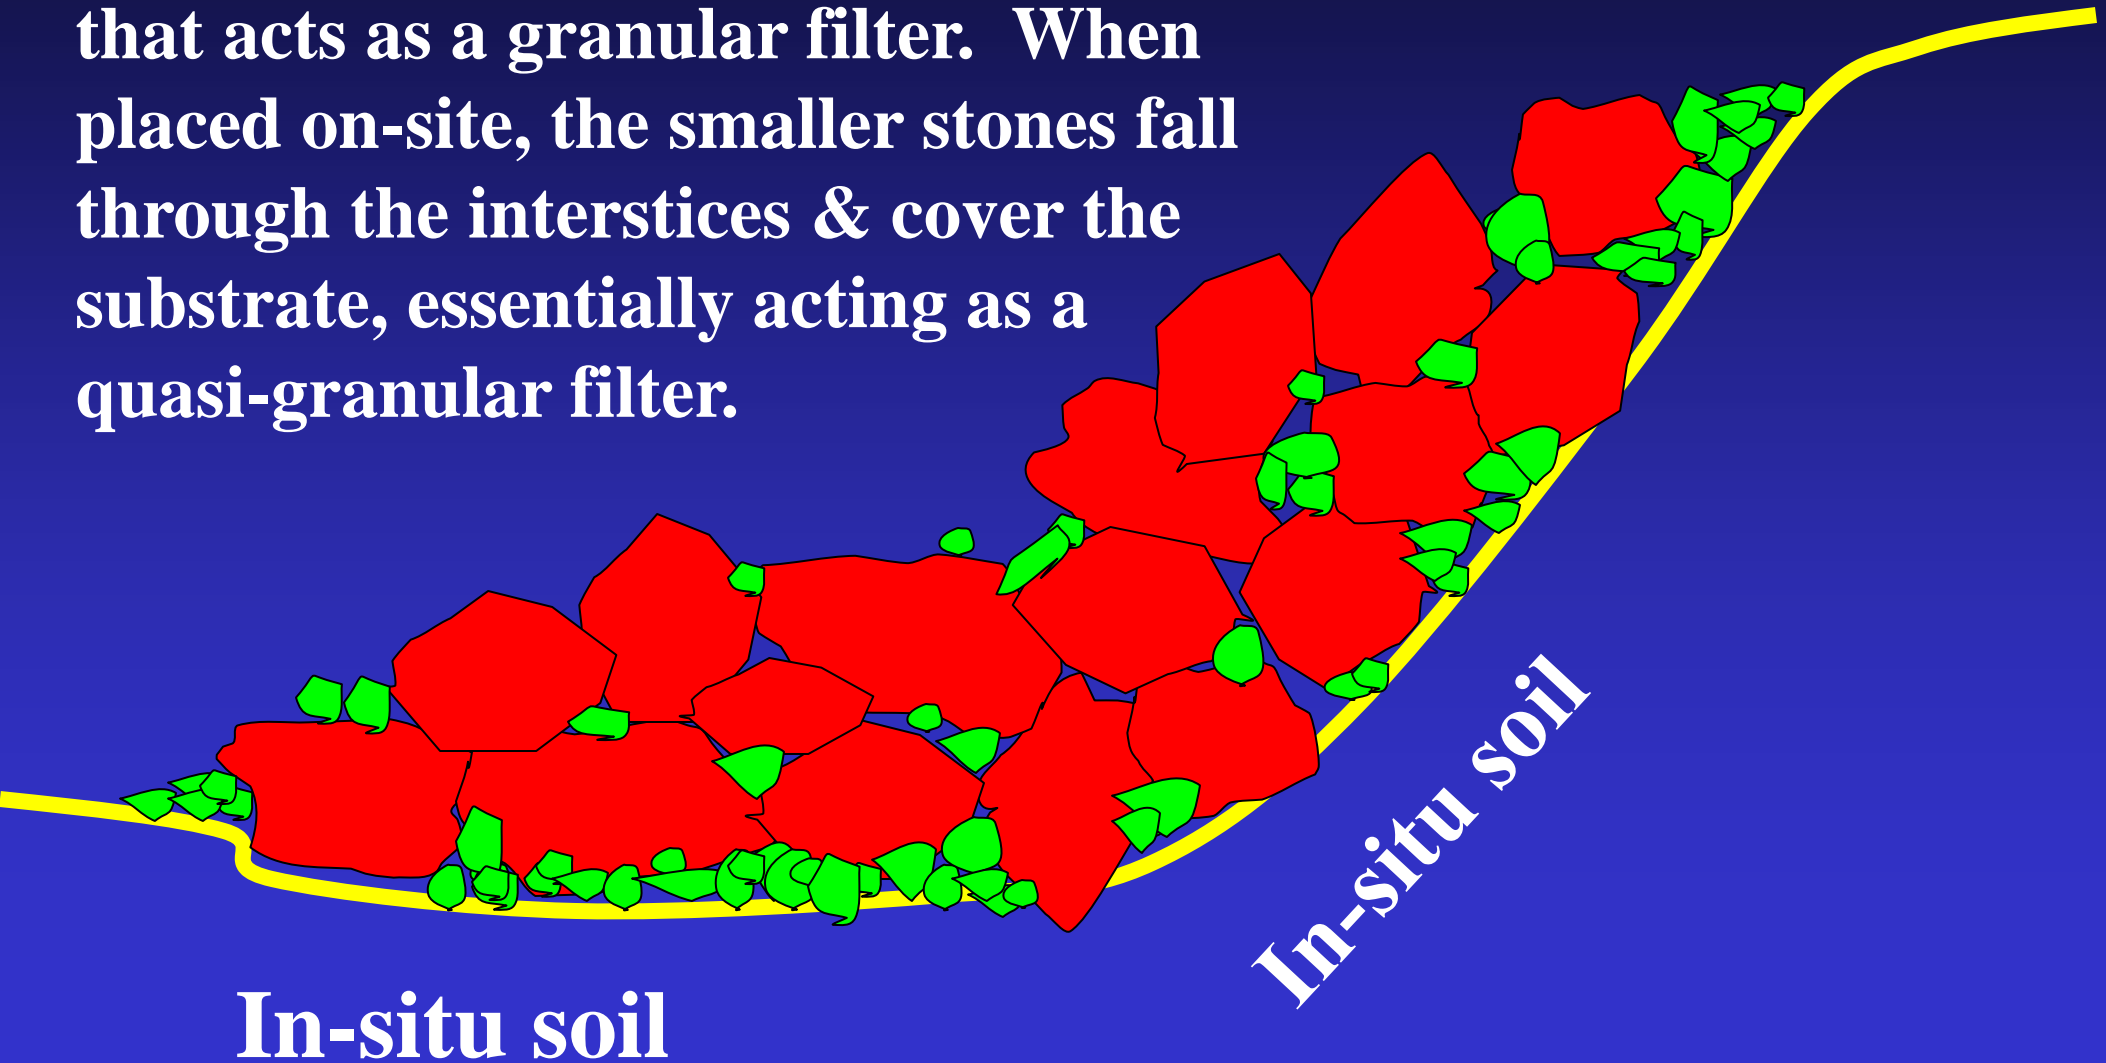 that acts as a granular filter.  When
placed on-site, the smaller stones fall
through the interstices & cover the
substrate, essentially acting as a
quasi-granular filter.
In-situ soil
In-situ soil